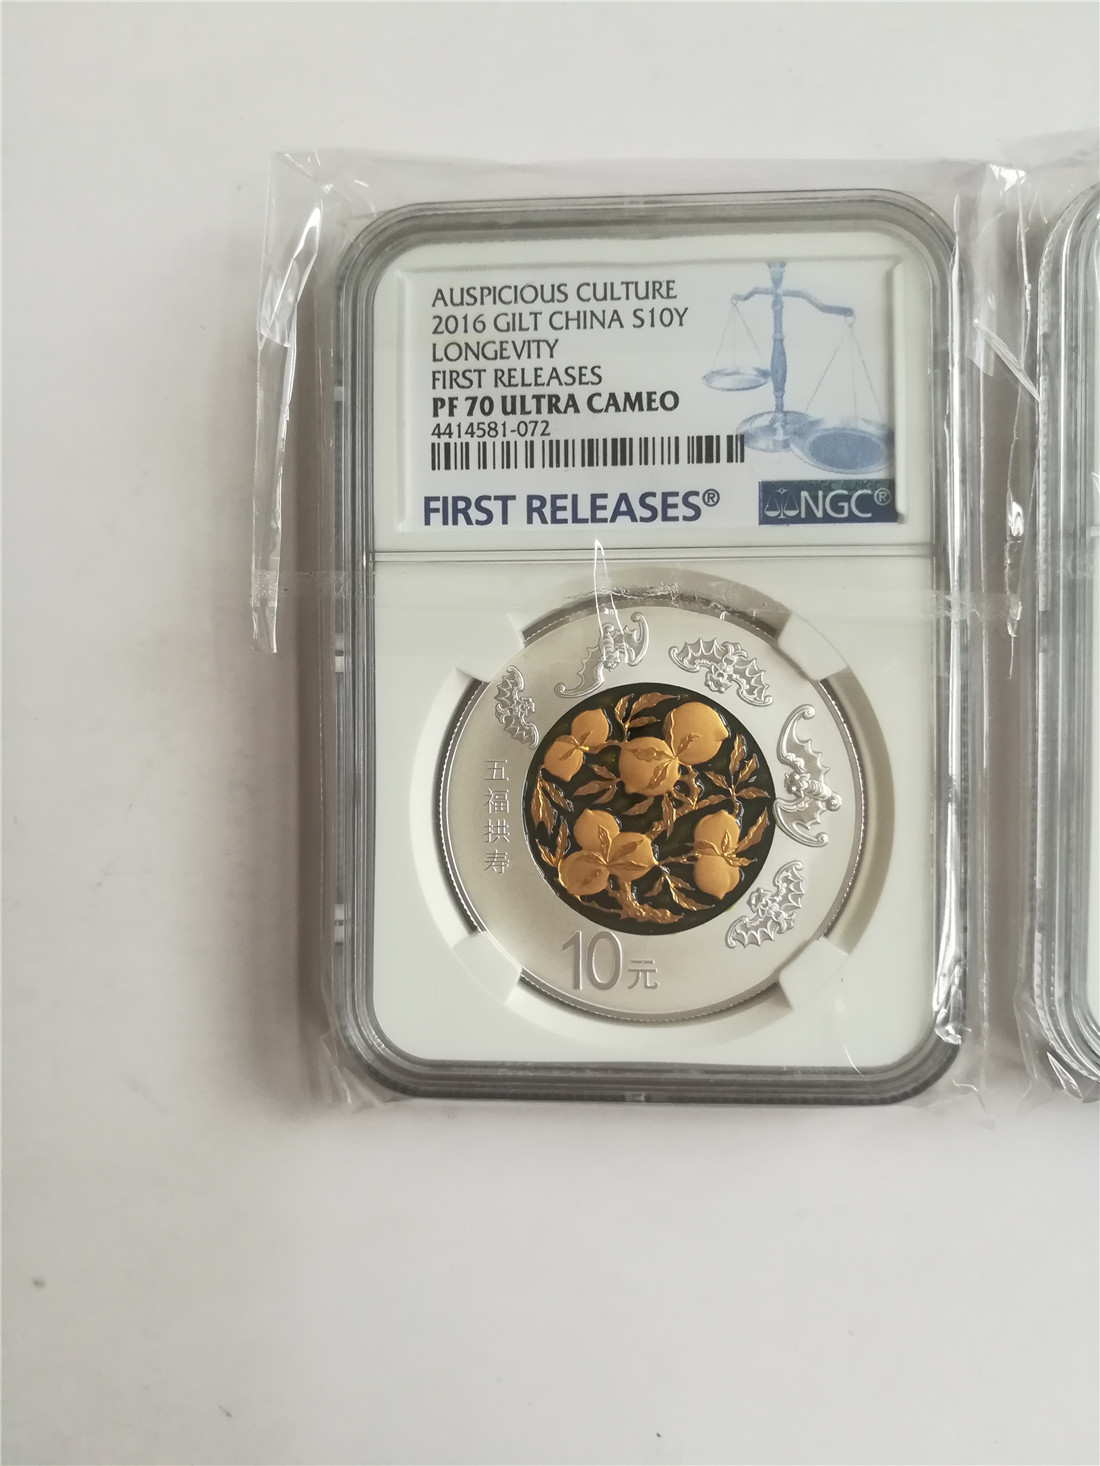 AUSPICIOUS CULTURE
2016 GILT CHINA S10Y
LONGEVITY
FIRST RELEASES
PF 70 ULTRA CAMEO
4414581-072
FIRST RELEASES®
NGC®
五福拱寿
10元